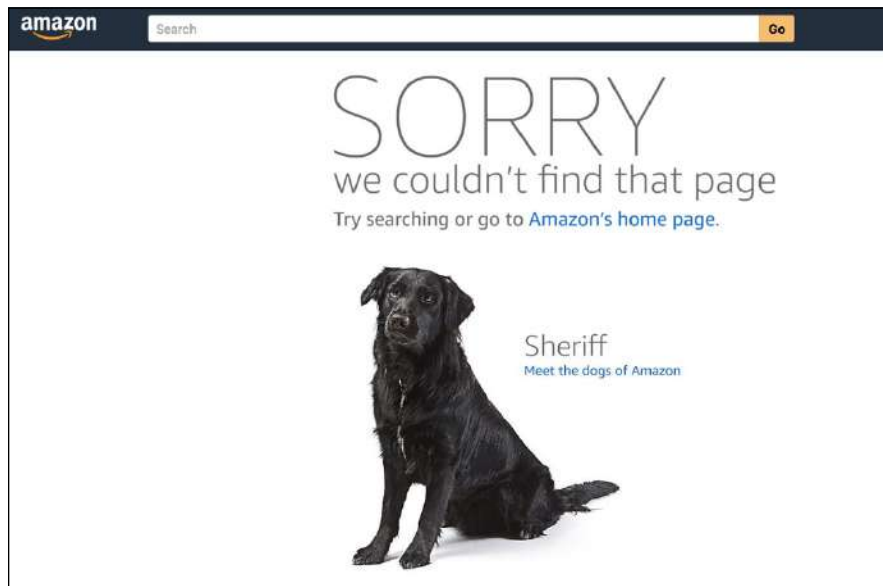 amazon
Search
Go
SORRY
we couldn't find that page
Try searching or go to Amazon's home page.
Sheriff
Meet the dogs of Amazon